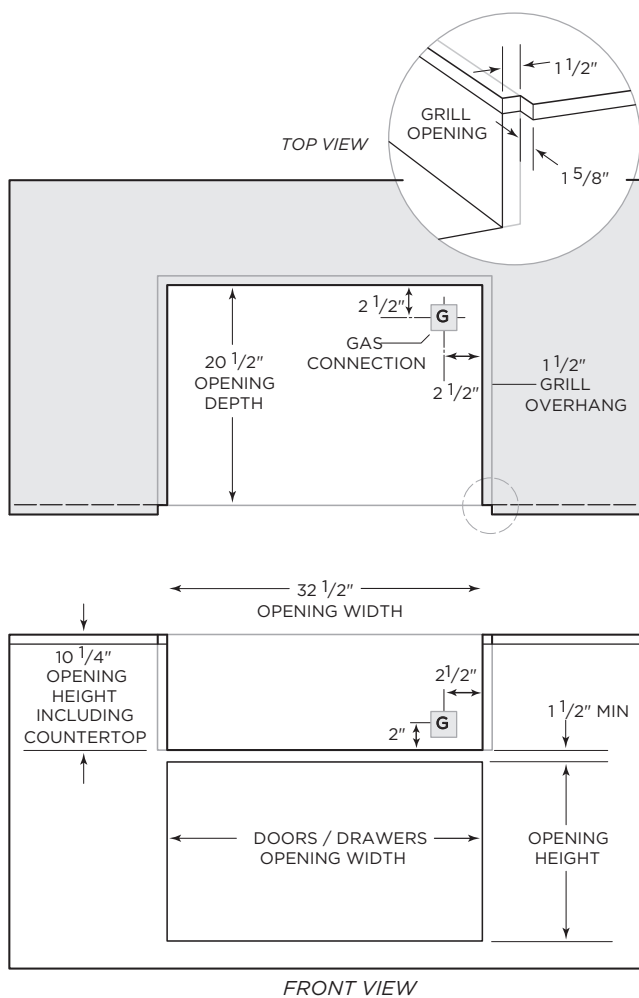 1 1/2"
GRILL
OPENING
TOP VIEW
1 5/8"
2 1/2"
G
GAS
CONNECTION
20 1/2"
OPENING
DEPTH
2 1/2"
1 1/2"
GRILL
OVERHANG
32 1/2"
OPENING WIDTH
10 1/4"
OPENING
HEIGHT
INCLUDING
COUNTERTOP
2 1/2"
G
2"
1 1/2" MIN
DOORS / DRAWERS
OPENING WIDTH
OPENING
HEIGHT
FRONT VIEW